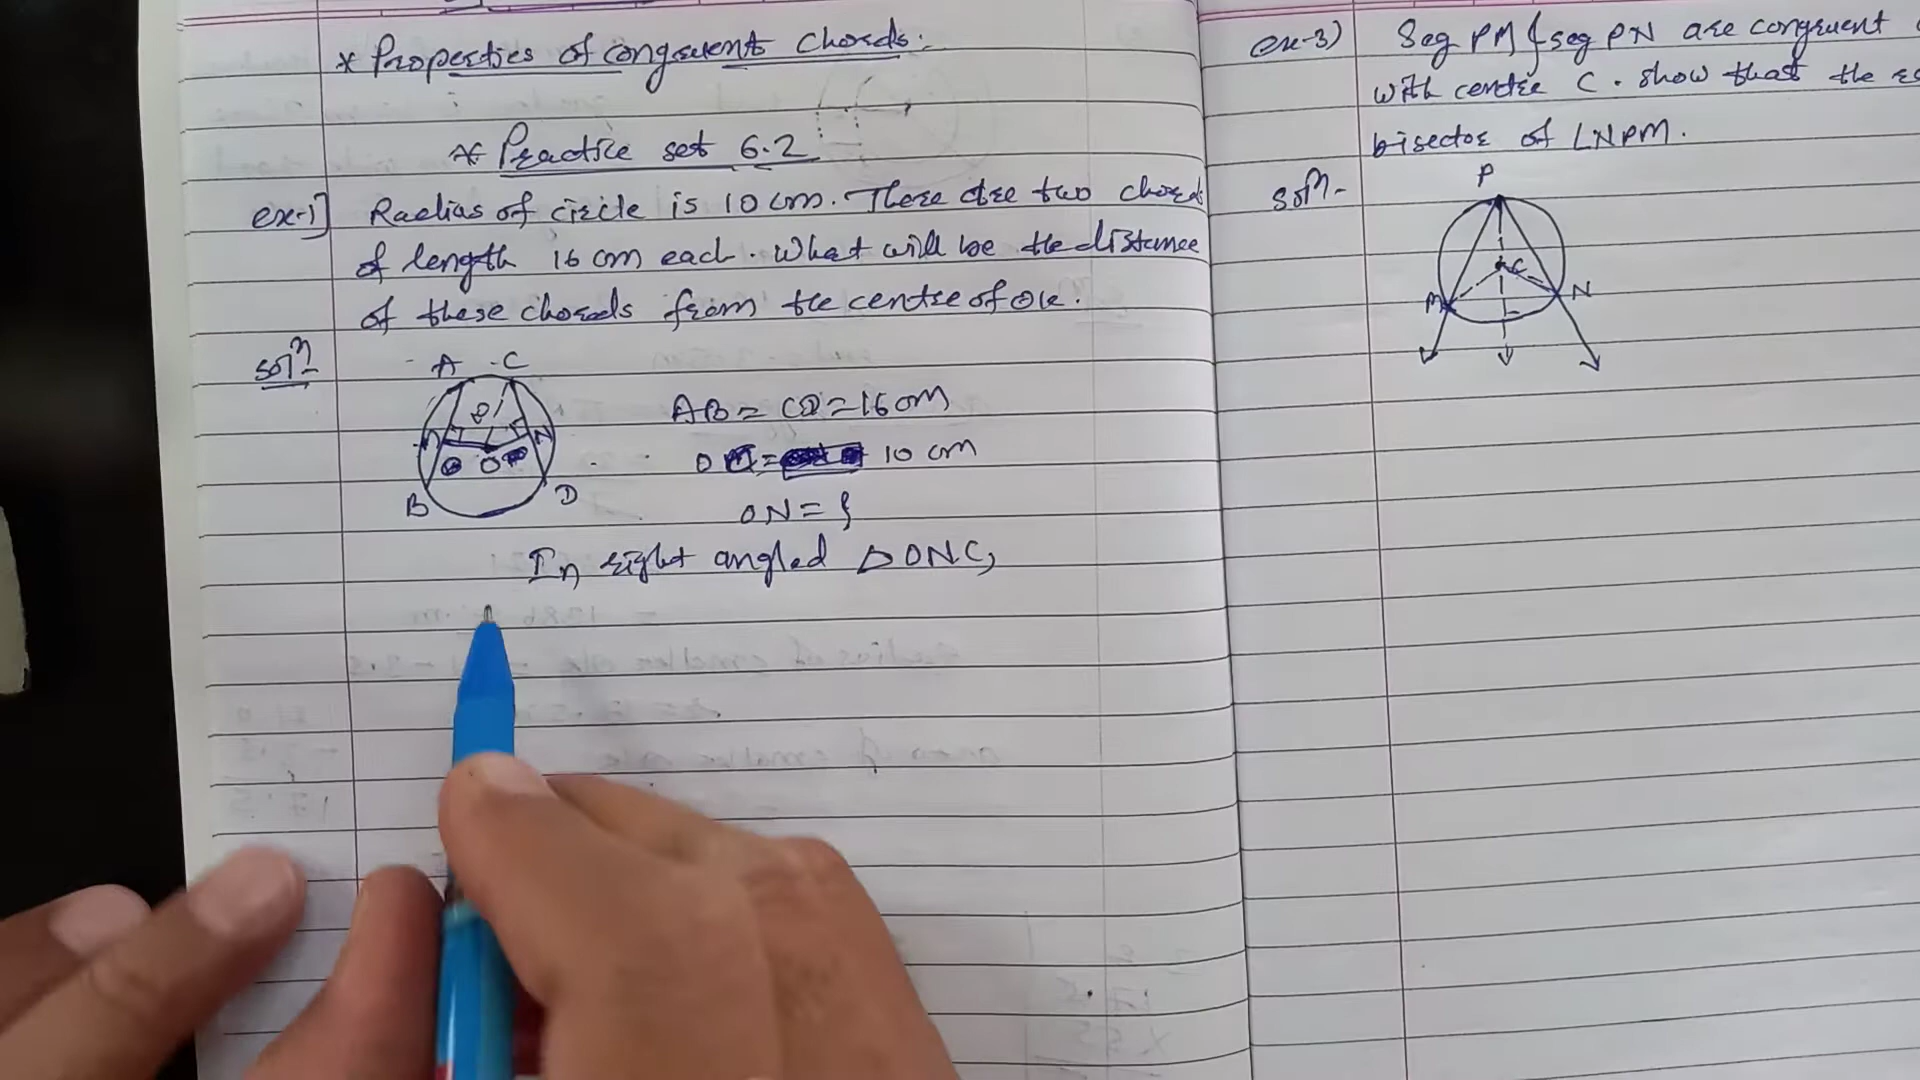 * Properties of congruent chords:
* Practice set 6.2
ex-1] Radius of circle is 10 cm. There are two chords
of length 16 cm each. What will be the distance
of these chords from the centre of ole.
solⁿ
A C
P
M N
O
B D
AB = CD = 16 cm
10 cm
ON = ?
In right angled △ONC,
ex-3) Seg PM & seg PN are congruent
with centre C. show that the
bisector of ∠NPM.
solⁿ-
P
C
M N